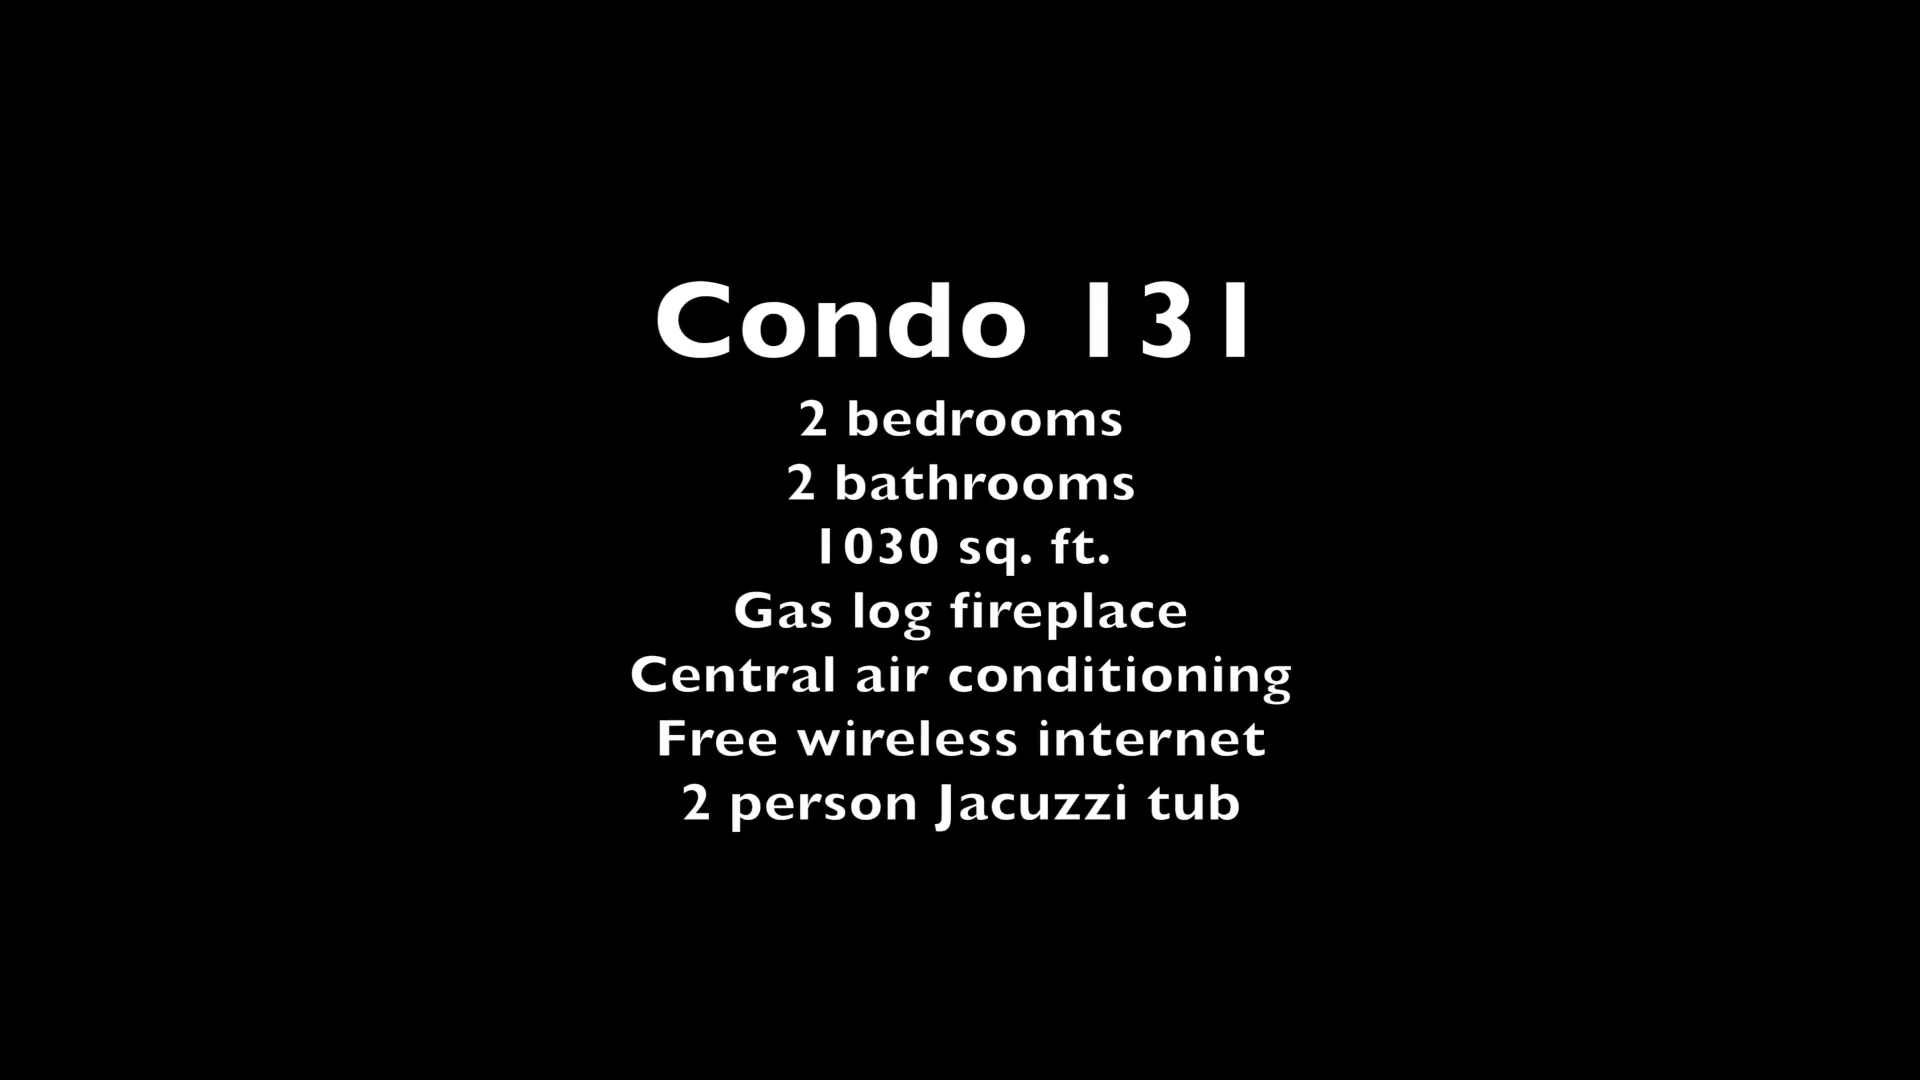 Condo 131
2 bedrooms
2 bathrooms
1030 sq. ft.
Gas log fireplace
Central air conditioning
Free wireless internet
2 person Jacuzzi tub